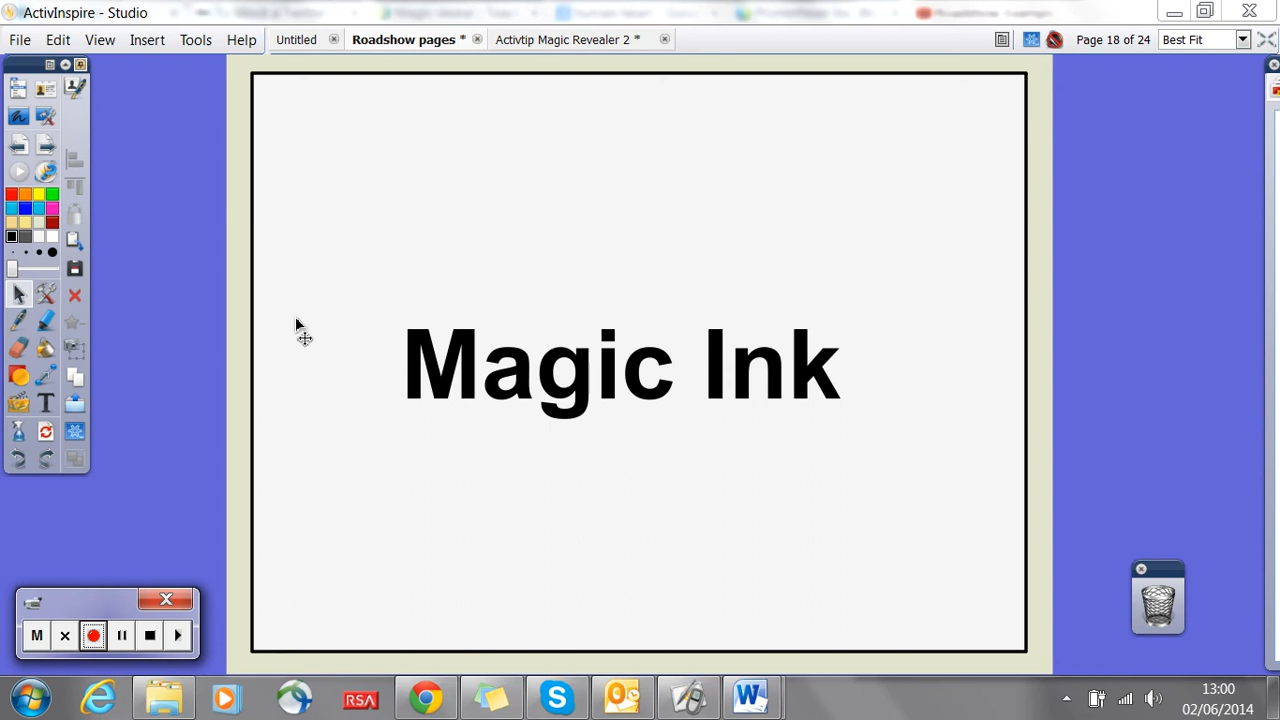 ActivInspire - Studio
File Edit View Insert Tools Help
Untitled
Roadshow pages *
Activtip Magic Revealer 2 *
Page 18 of 24
Best Fit
T
Magic Ink
M
RSA
13:00
02/06/2014